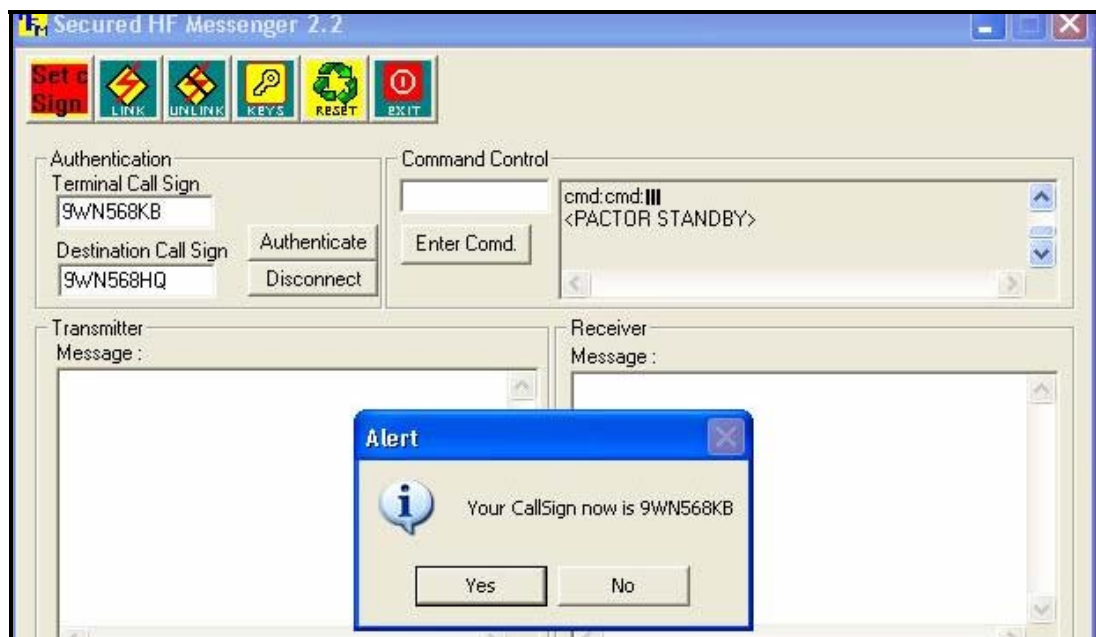 FM Secured HF Messenger 2.2
Set c
Sign
LINK
UNLINK
KEYS
RESET
EXIT
Authentication
Terminal Call Sign
9WN568KB
Destination Call Sign
9WN568HQ
Authenticate
Disconnect
Command Control
Enter Comd.
cmd:cmd:
<PACTOR STANDBY>
Transmitter
Message :
Receiver
Message :
Alert
Your CallSign now is 9WN568KB
Yes
No